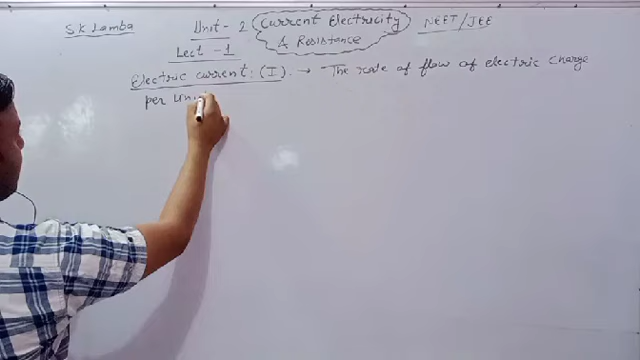 S.K Lamba
Unit - 2 Current Electricity NEET/JEE
& Resistance
Lect - 1
Electric current: (I). → The rate of flow of electric charge
per uni